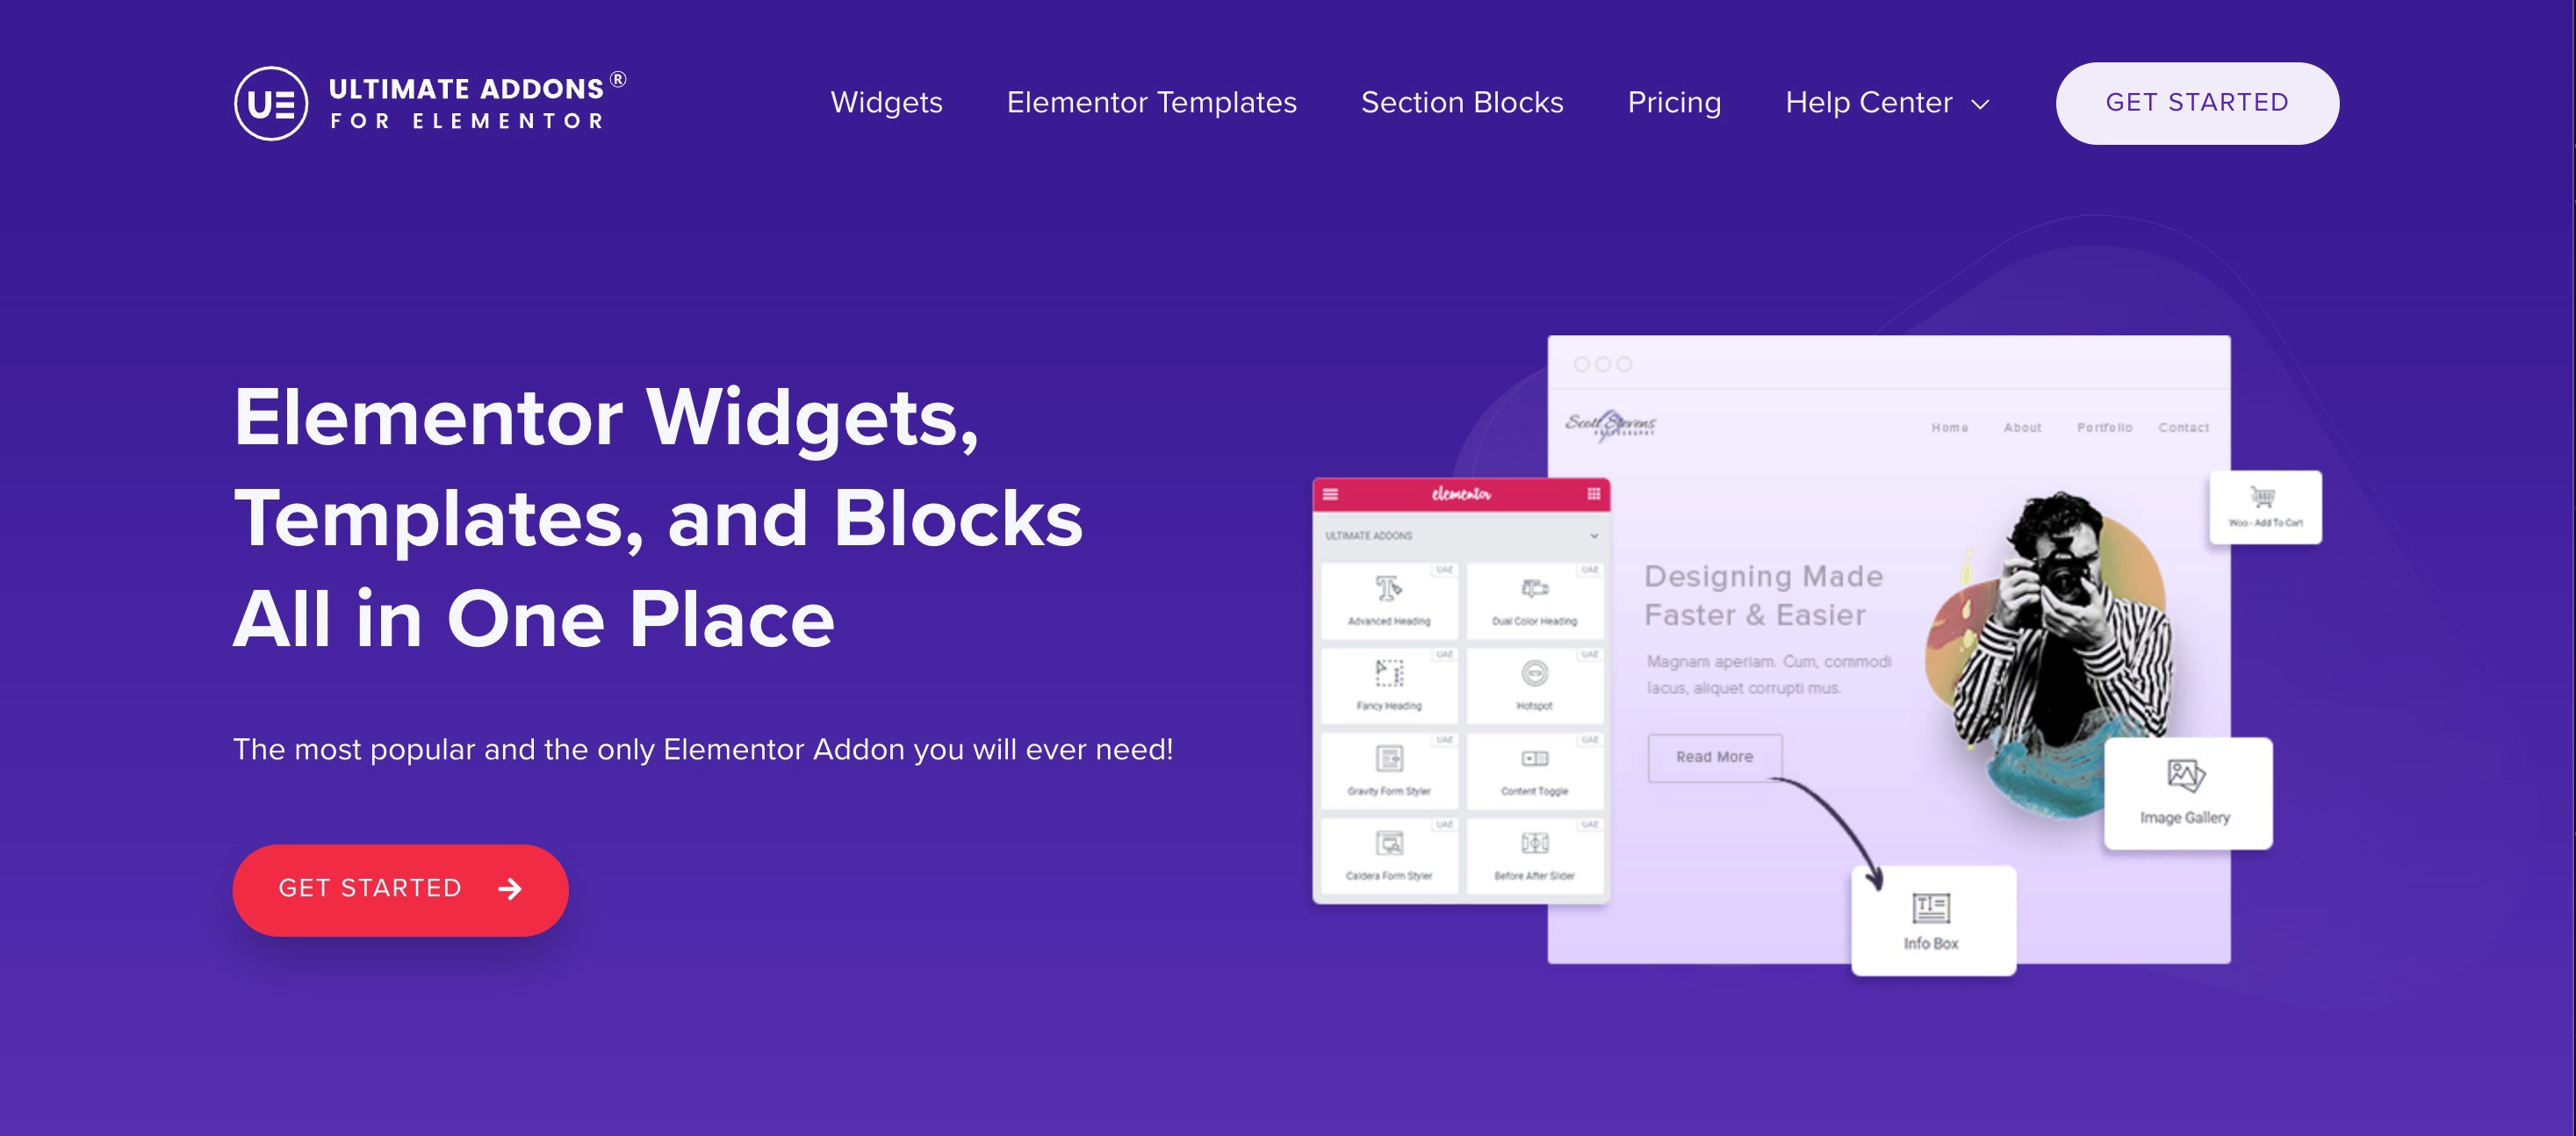 UE ULTIMATE ADDONS®
FOR ELEMENTOR
Widgets
Elementor Templates
Section Blocks
Pricing
Help Center
GET STARTED
Elementor Widgets,
Templates, and Blocks
All in One Place
The most popular and the only Elementor Addon you will ever need!
GET STARTED
Scott Stevens
PHOTOGRAPHY
Home
About
Portfolio
Contact
elementor
ULTIMATE ADDONS
UAE
Advanced Heading
UAE
Dual Color Heading
UAE
Fancy Heading
UAE
Hotspot
UAE
Gravity Form Styler
UAE
Content Toggle
UAE
Caldera Form Styler
UAE
Before After Slider
Designing Made
Faster & Easier
Magnam aperiam. Cum, commodi
lacus, aliquet corrupti mus.
Read More
Woo - Add To Cart
Image Gallery
Info Box